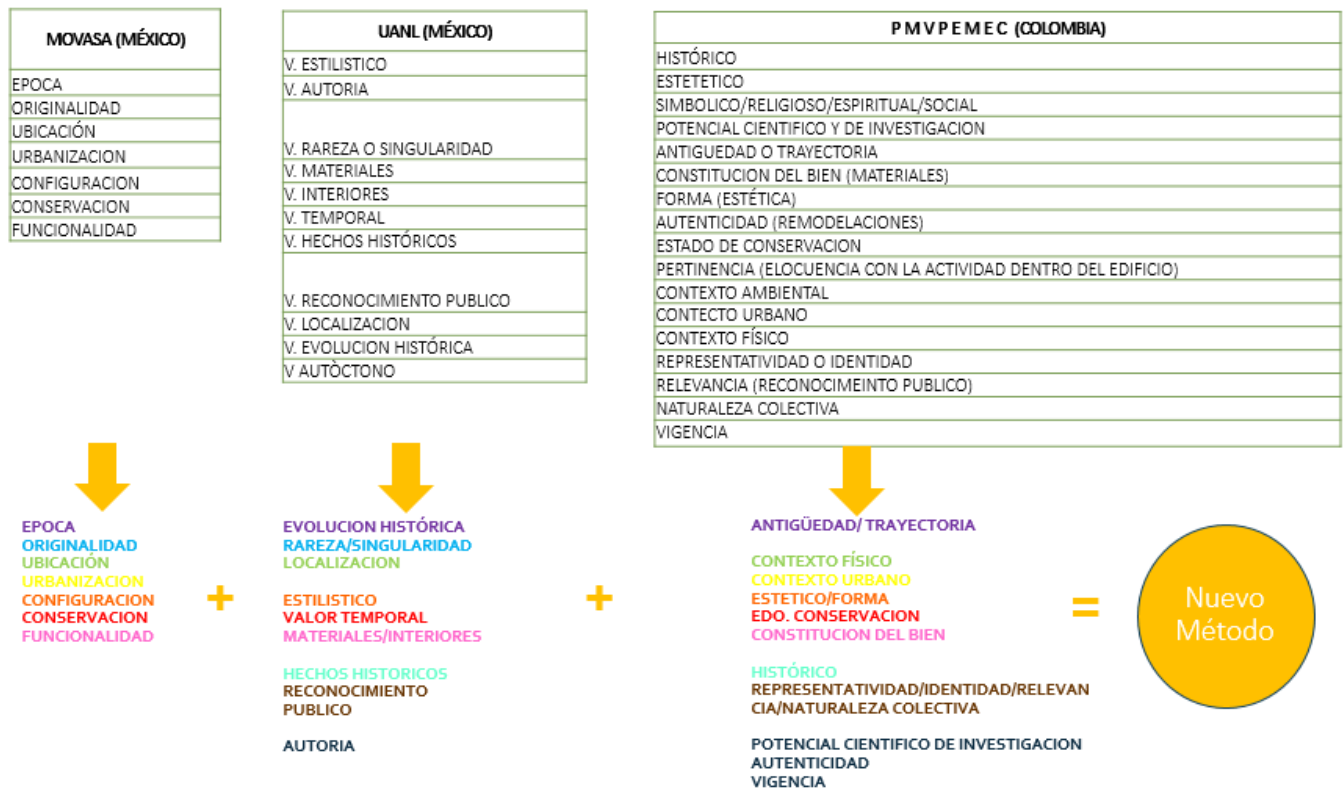 MOVASA (MÉXICO)
EPOCA
ORIGINALIDAD
UBICACIÓN
URBANIZACION
CONFIGURACION
CONSERVACION
FUNCIONALIDAD
UANL (MÉXICO)
V. ESTILISTICO
V. AUTORIA
V. RAREZA O SINGULARIDAD
V. MATERIALES
V. INTERIORES
V. TEMPORAL
V. HECHOS HISTÓRICOS
V. RECONOCIMIENTO PUBLICO
V. LOCALIZACION
V. EVOLUCION HISTÓRICA
V AUTÒCTONO
P M V P E M E C (COLOMBIA)
HISTÓRICO
ESTETETICO
SIMBOLICO/RELIGIOSO/ESPIRITUAL/SOCIAL
POTENCIAL CIENTIFICO Y DE INVESTIGACION
ANTIGUEDAD O TRAYECTORIA
CONSTITUCION DEL BIEN (MATERIALES)
FORMA (ESTÉTICA)
AUTENTICIDAD (REMODELACIONES)
ESTADO DE CONSERVACION
PERTINENCIA (ELOCUENCIA CON LA ACTIVIDAD DENTRO DEL EDIFICIO)
CONTEXTO AMBIENTAL
CONTECTO URBANO
CONTEXTO FÍSICO
REPRESENTATIVIDAD O IDENTIDAD
RELEVANCIA (RECONOCIMEINTO PUBLICO)
NATURALEZA COLECTIVA
VIGENCIA
EPOCA
ORIGINALIDAD
UBICACIÓN
URBANIZACION
CONFIGURACION
CONSERVACION
FUNCIONALIDAD
+
EVOLUCION HISTÓRICA
RAREZA/SINGULARIDAD
LOCALIZACION
ESTILISTICO
VALOR TEMPORAL
MATERIALES/INTERIORES
HECHOS HISTORICOS
RECONOCIMIENTO
PUBLICO
AUTORIA
+
ANTIGÜEDAD/ TRAYECTORIA
CONTEXTO FÍSICO
CONTEXTO URBANO
ESTETICO/FORMA
EDO. CONSERVACION
CONSTITUCION DEL BIEN
HISTÓRICO
REPRESENTATIVIDAD/IDENTIDAD/RELEVAN
CIA/NATURALEZA COLECTIVA
POTENCIAL CIENTIFICO DE INVESTIGACION
AUTENTICIDAD
VIGENCIA
=
Nuevo
Método